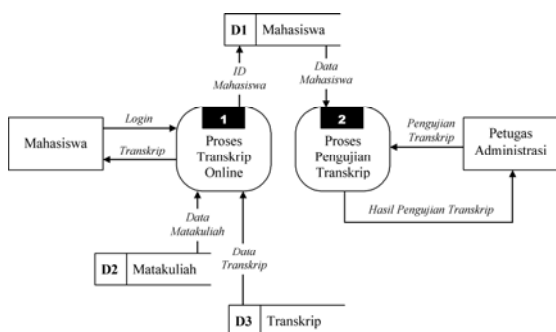 D1 Mahasiswa
ID
Mahasiswa
Data
Mahasiswa
1
2
Mahasiswa
Login
Transkrip
Proses
Transkrip
Online
Proses
Pengujian
Transkrip
Pengujian
Transkrip
Petugas
Administrasi
Hasil Pengujian Transkrip
Data
Matakuliah
Data
Transkrip
D2 Matakuliah
D3 Transkrip